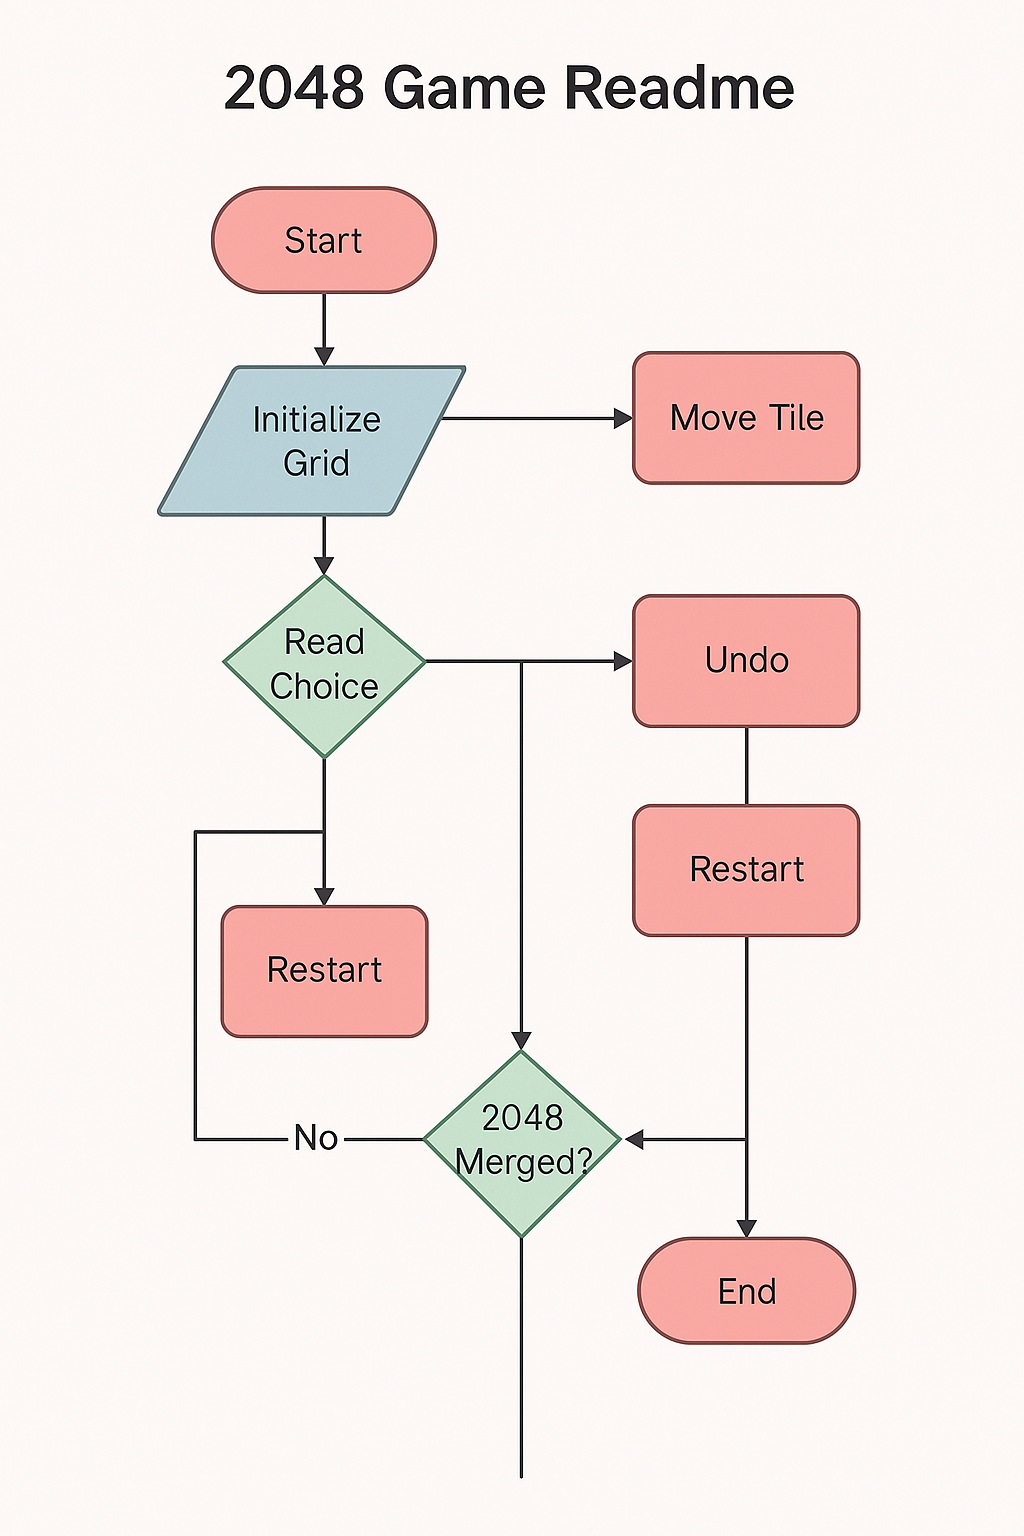 2048 Game Readme
Start
Initialize
Grid
Move Tile
Read
Choice
Undo
Restart
Restart
2048
Merged?
No
End